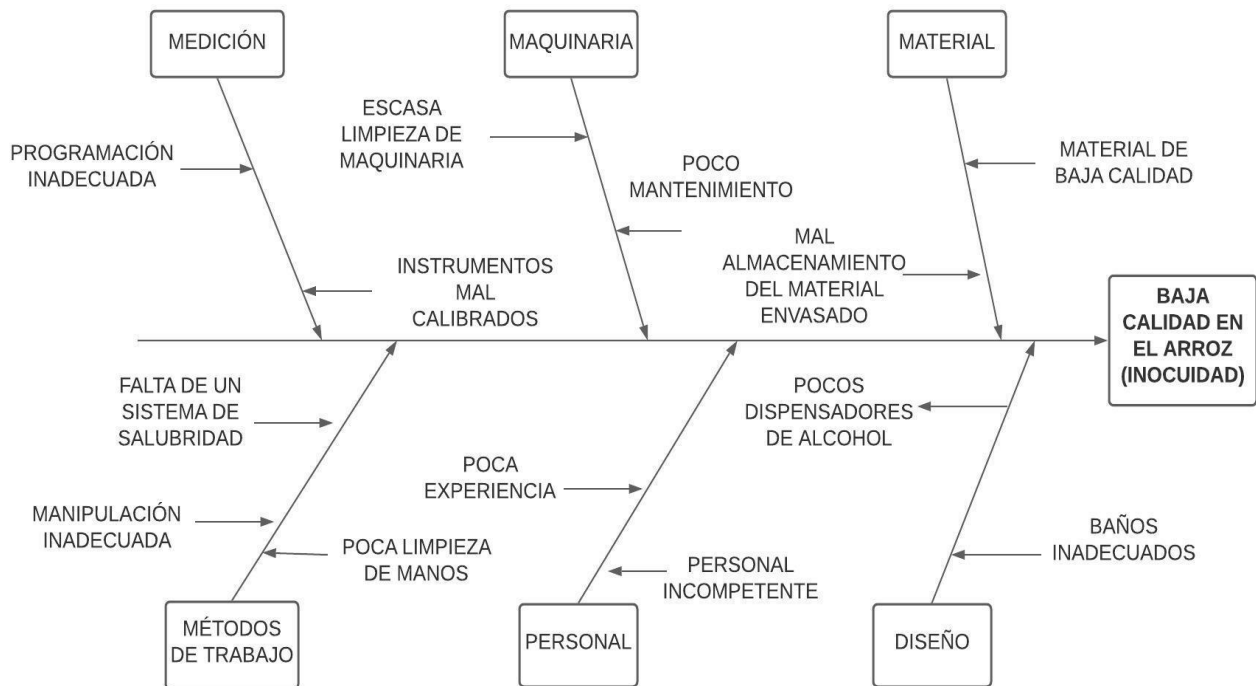 MEDICIÓN
MAQUINARIA
MATERIAL
PROGRAMACIÓN
INADECUADA
INSTRUMENTOS
MAL
CALIBRADOS
ESCASA
LIMPIEZA DE
MAQUINARIA
POCO
MANTENIMIENTO
MAL
ALMACENAMIENTO
DEL MATERIAL
ENVASADO
MATERIAL DE
BAJA CALIDAD
BAJA
CALIDAD EN
EL ARROZ
(INOCUIDAD)
FALTA DE UN
SISTEMA DE
SALUBRIDAD
MANIPULACIÓN
INADECUADA
POCA LIMPIEZA
DE MANOS
POCA
EXPERIENCIA
PERSONAL
INCOMPETENTE
POCOS
DISPENSADORES
DE ALCOHOL
BAÑOS
INADECUADOS
MÉTODOS
DE TRABAJO
PERSONAL
DISEÑO